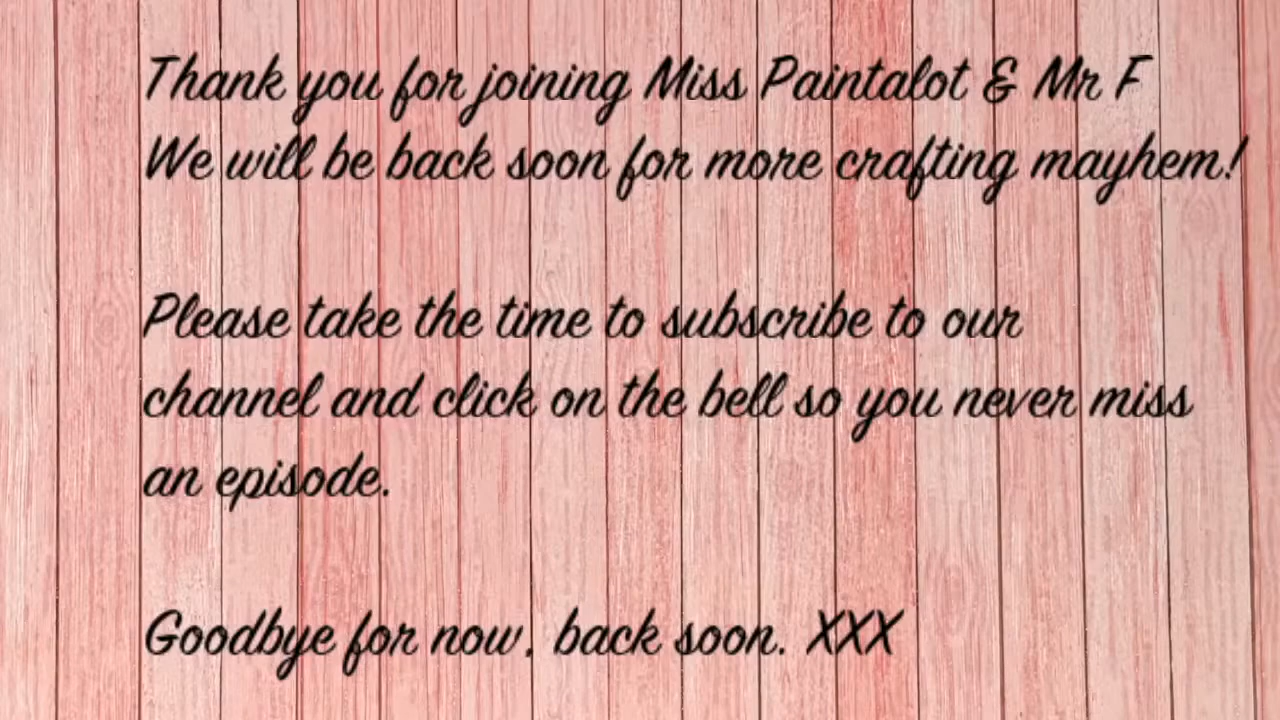 Thank you for joining Miss Paintalot & Mr F
We will be back soon for more crafting mayhem!
Please take the time to subscribe to our
channel and click on the bell so you never miss
an episode.
Goodbye for now, back soon. XXX